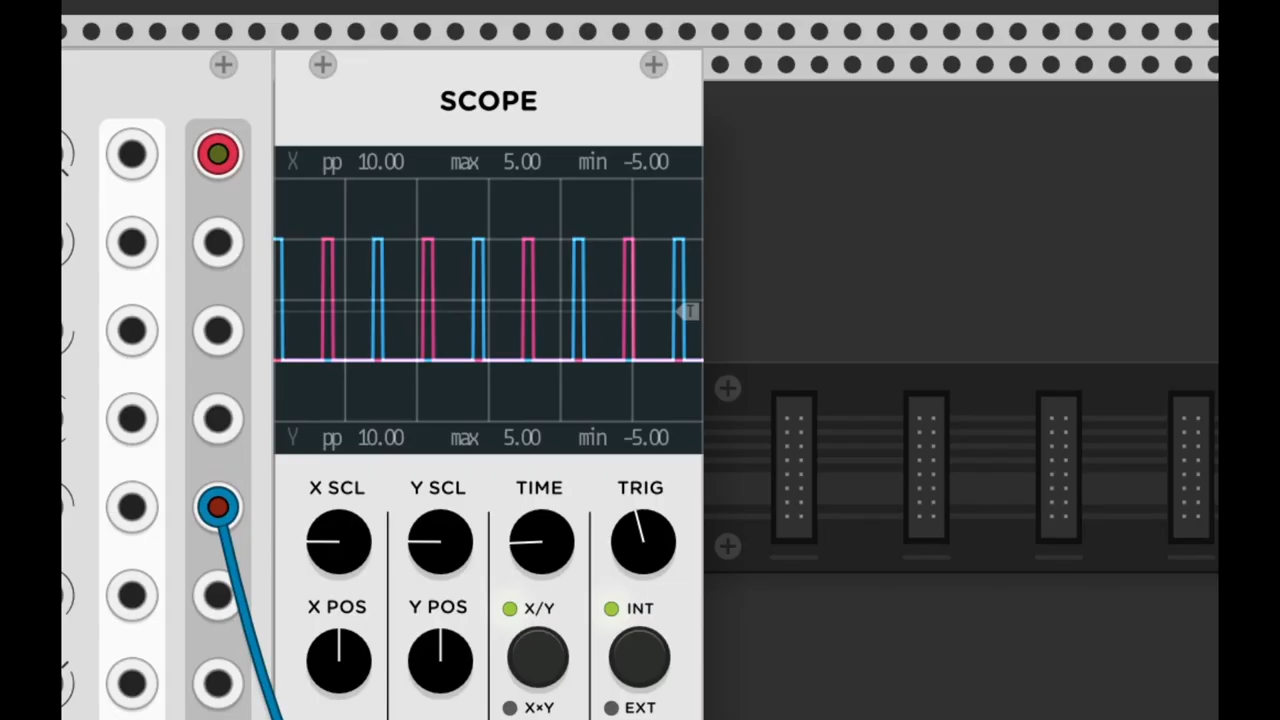 SCOPE
X pp 10.00 max 5.00 min -5.00
T
Y pp 10.00 max 5.00 min -5.00
X SCL Y SCL TIME TRIG
X POS Y POS X/Y INT
X×Y EXT